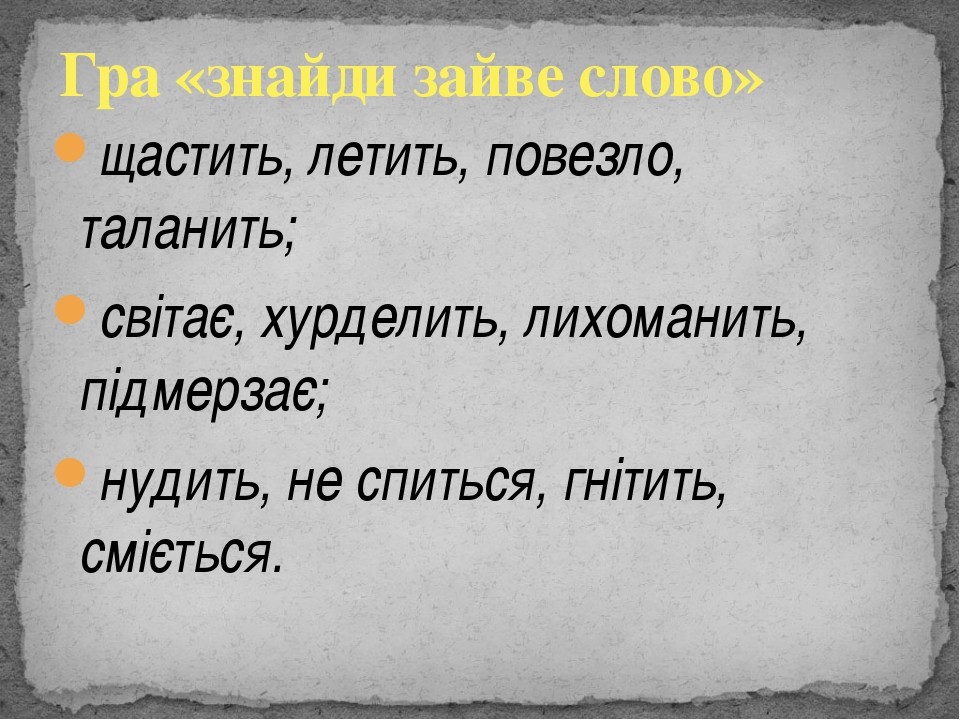 Гра «знайди зайве слово»
щастить, летить, повезло,
таланить;
світає, хурделить, лихоманить,
підмерзає;
нудить, не спиться, гнітить,
сміється.